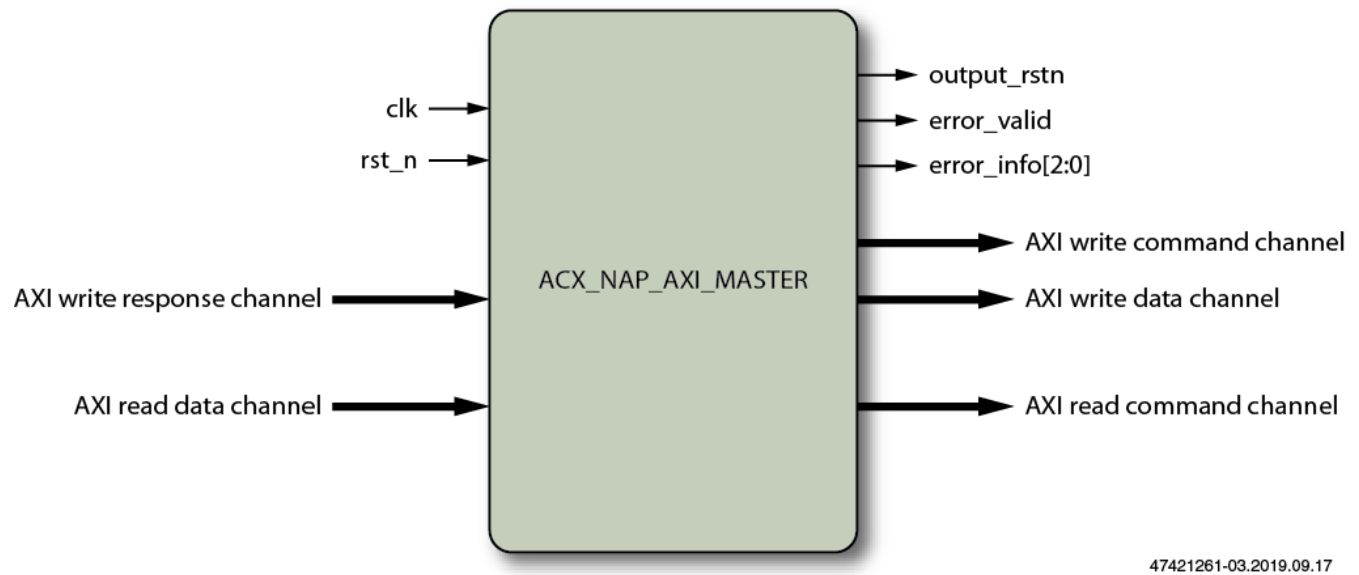 clk
rst_n
AXI write response channel
AXI read data channel
ACX_NAP_AXI_MASTER
output_rstn
error_valid
error_info[2:0]
AXI write command channel
AXI write data channel
AXI read command channel
47421261-03.2019.09.17